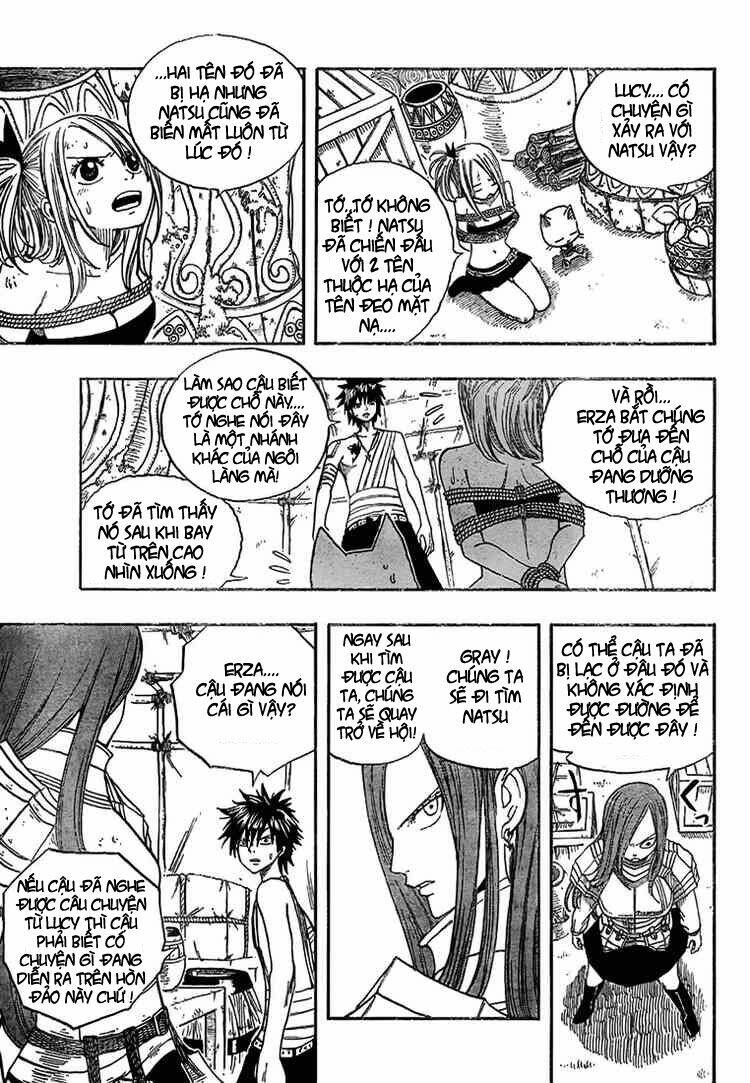 LUCY.... CÓ
CHUYỆN GÌ
XẢY RA VỚI
NATSU VẬY?
TỚ...TỚ KHÔNG
BIẾT ! NATSU
ĐÃ CHIẾN ĐẤU
VỚI 2 TÊN
THUỘC HẠ CỦA
TÊN ĐEO MẶT
NẠ....
...HAI TÊN ĐÓ ĐÃ
BỊ HẠ NHƯNG
NATSU CŨNG ĐÃ
BIẾN MẤT LUÔN TỪ
LÚC ĐÓ !
VÀ RỒI...
ERZA BẮT CHÚNG
TỚ ĐƯA ĐẾN
CHỖ CỦA CẬU
ĐANG DƯỠNG
THƯƠNG !
LÀM SAO CẬU BIẾT
ĐƯỢC CHỖ NÀY....
TỚ NGHE NÓI ĐÂY
LÀ MỘT NHÁNH
KHÁC CỦA NGÔI
LÀNG MÀ!
TỚ ĐÃ TÌM THẤY
NÓ SAU KHI BAY
TỪ TRÊN CAO
NHÌN XUỐNG !
CÓ THỂ CẬU TA ĐÃ
BỊ LẠC Ở ĐÂU ĐÓ VÀ
KHÔNG XÁC ĐỊNH
ĐƯỢC ĐƯỜNG ĐỂ
ĐẾN ĐƯỢC ĐÂY !
GRAY !
CHÚNG TA
SẼ ĐI TÌM
NATSU
NGAY SAU
KHI TÌM
ĐƯỢC CẬU
TA, CHÚNG
TA SẼ QUAY
TRỞ VỀ HỘI!
ERZA....
CẬU ĐANG NÓI
CÁI GÌ VẬY?
NẾU CẬU ĐÃ NGHE
ĐƯỢC CÂU CHUYỆN
TỪ LUCY THÌ CẬU
PHẢI BIẾT CÓ
CHUYỆN GÌ ĐANG
DIỄN RA TRÊN HÒN
ĐẢO NÀY CHỨ !